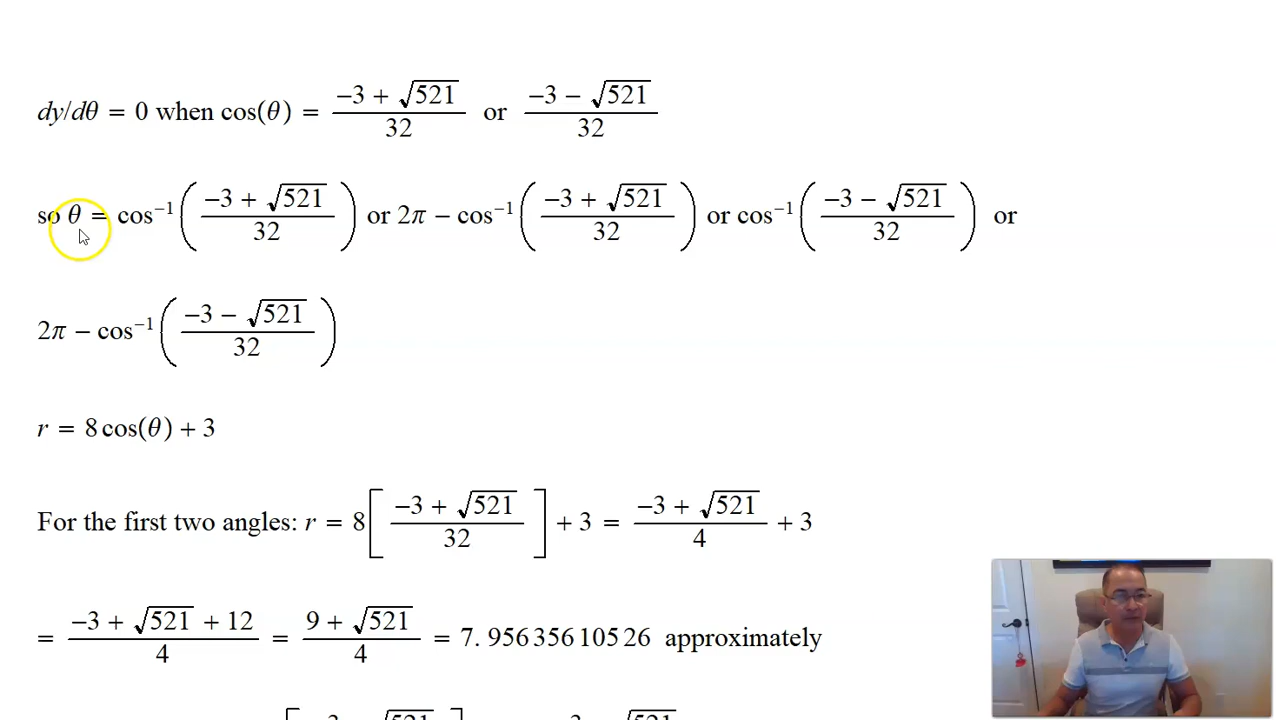 dy/dθ = 0 when cos(θ) = (−3 + √521)/32 or (−3 − √521)/32
so θ = cos⁻¹((−3 + √521)/32) or 2π − cos⁻¹((−3 + √521)/32) or cos⁻¹((−3 − √521)/32) or
2π − cos⁻¹((−3 − √521)/32)
r = 8 cos(θ) + 3
For the first two angles: r = 8[(−3 + √521)/32] + 3 = (−3 + √521)/4 + 3
= (−3 + √521 + 12)/4 = (9 + √521)/4 = 7. 956 356 105 26 approximately